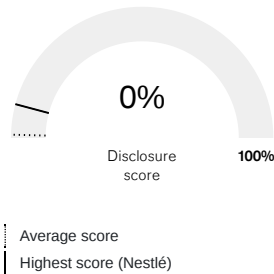 0%
Disclosure
score
100%
Average score
Highest score (Nestlé)